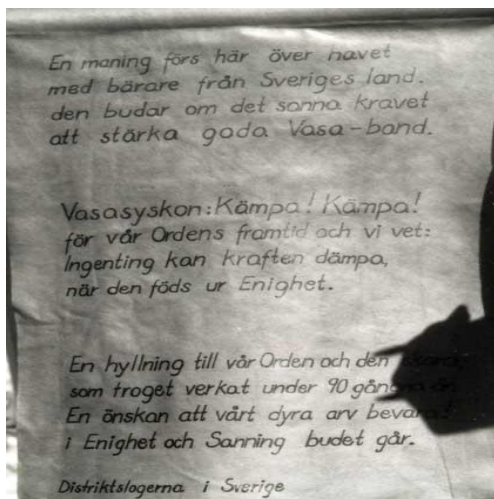 En maning förs här över havet
med bärare från Sveriges land.
den budar om det sanna kravet
att stärka goda Vasa-band.
Vasasyskon: Kämpa! Kämpa!
för vår Ordens framtid och vi vet:
Ingenting kan kraften dämpa,
när den föds ur Enighet.
En hyllning till vår Orden och den
som troget verkat under 90 gångna år.
En önskan att vårt dyra arv bevarat
i Enighet och Sanning budet går.
Distriktslogerna i Sverige